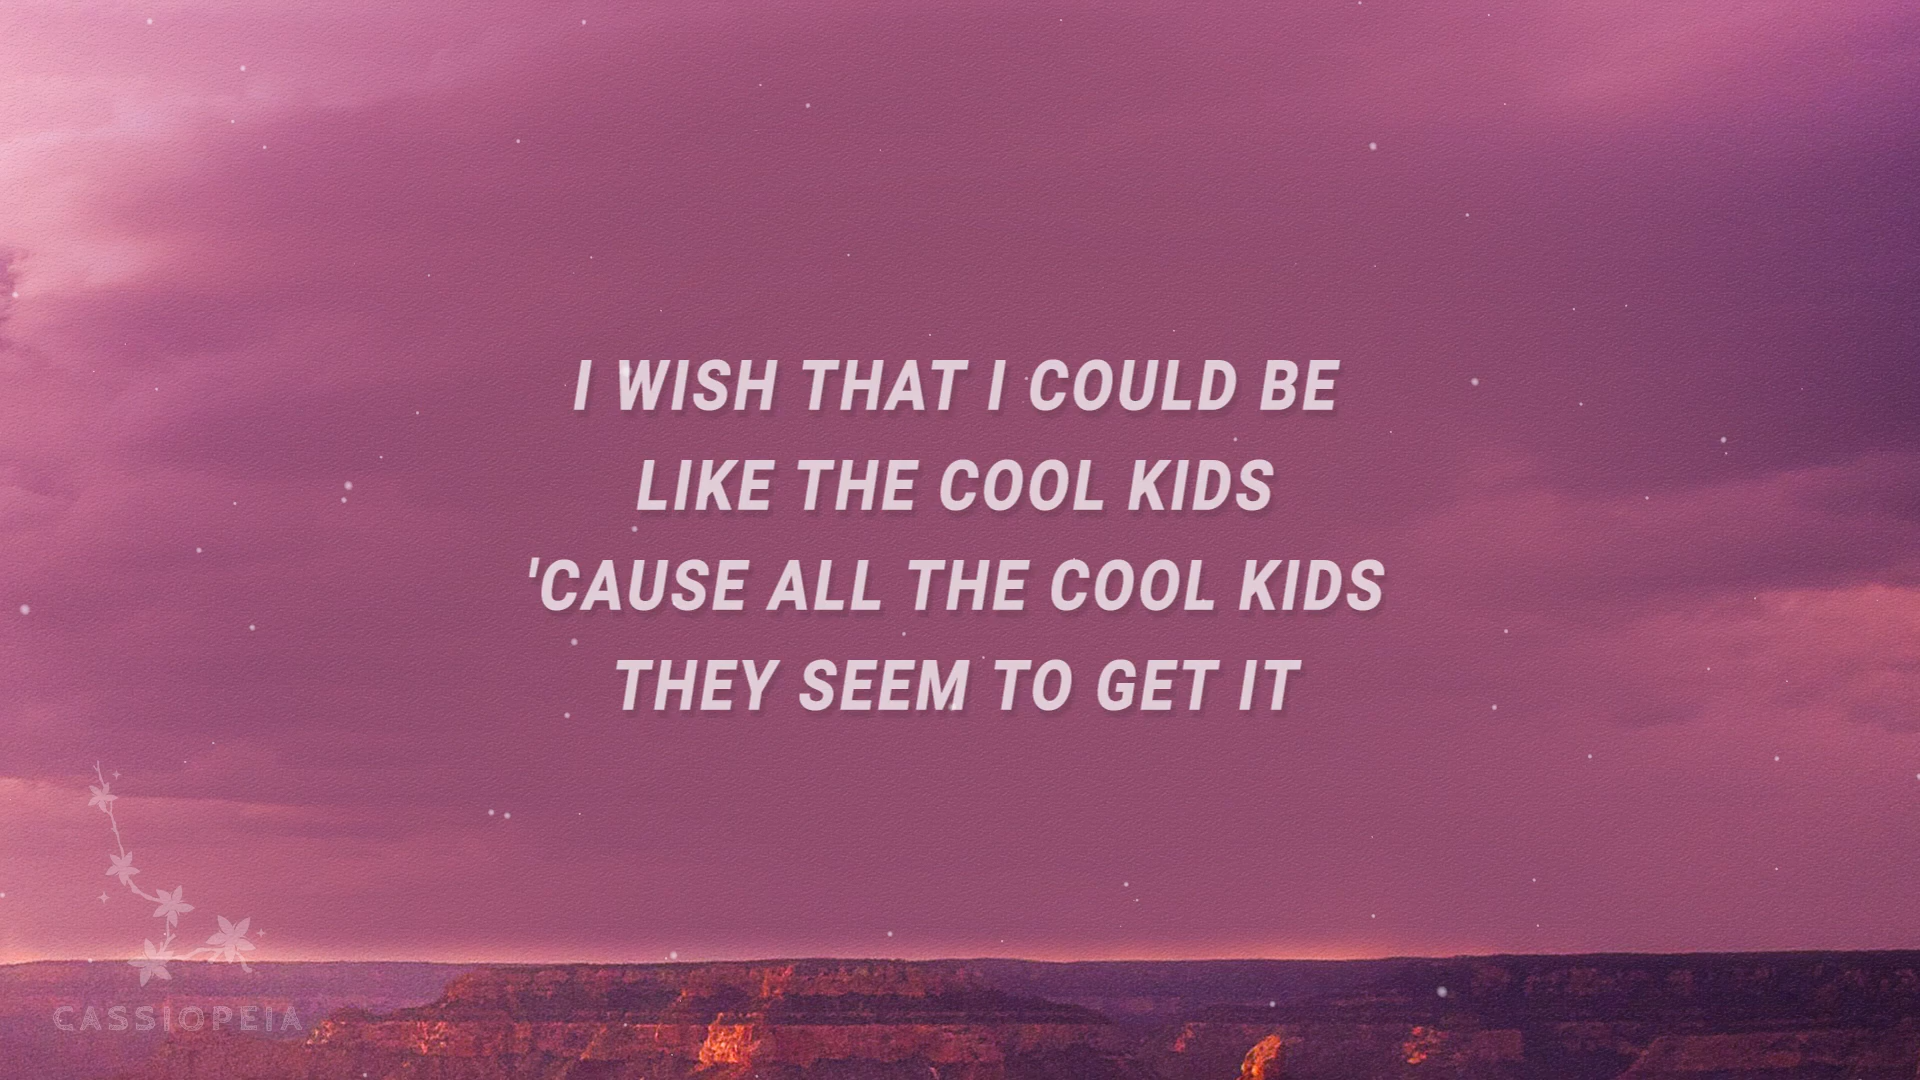 I WISH THAT I COULD BE
LIKE THE COOL KIDS
'CAUSE ALL THE COOL KIDS
THEY SEEM TO GET IT
CASSIOPEIA